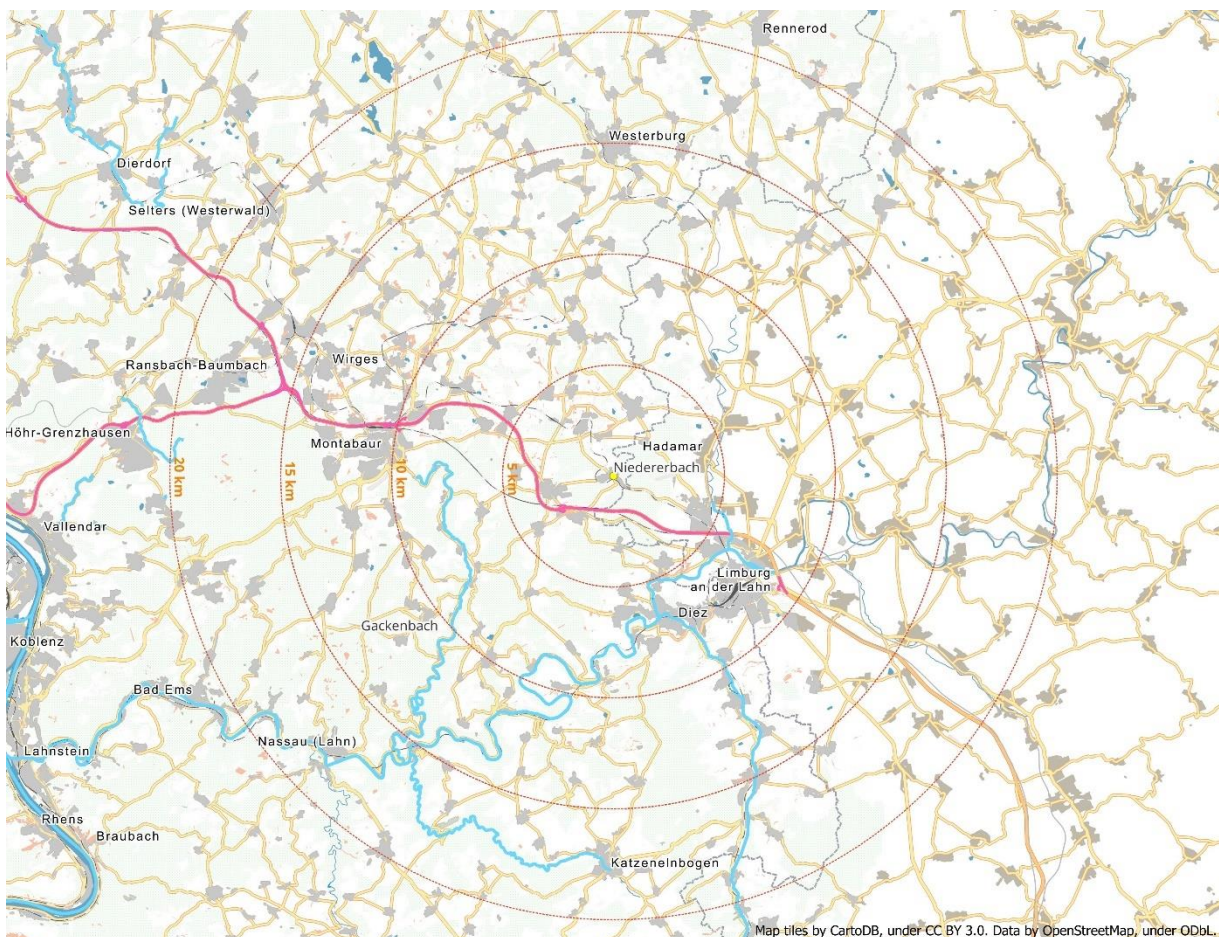 Rennerod
Westerburg
Dierdorf
Selters (Westerwald)
Wirges
Ransbach-Baumbach
Höhr-Grenzhausen
Montabaur
Hadamar
Niedererbach
20 km
15 km
10 km
5 km
Vallendar
Limburg
an der Lahn
Diez
Gackenbach
Koblenz
Bad Ems
Nassau (Lahn)
Lahnstein
Rhens
Braubach
Katzenelnbogen
Map tiles by CartoDB, under CC BY 3.0. Data by OpenStreetMap, under ODbL.